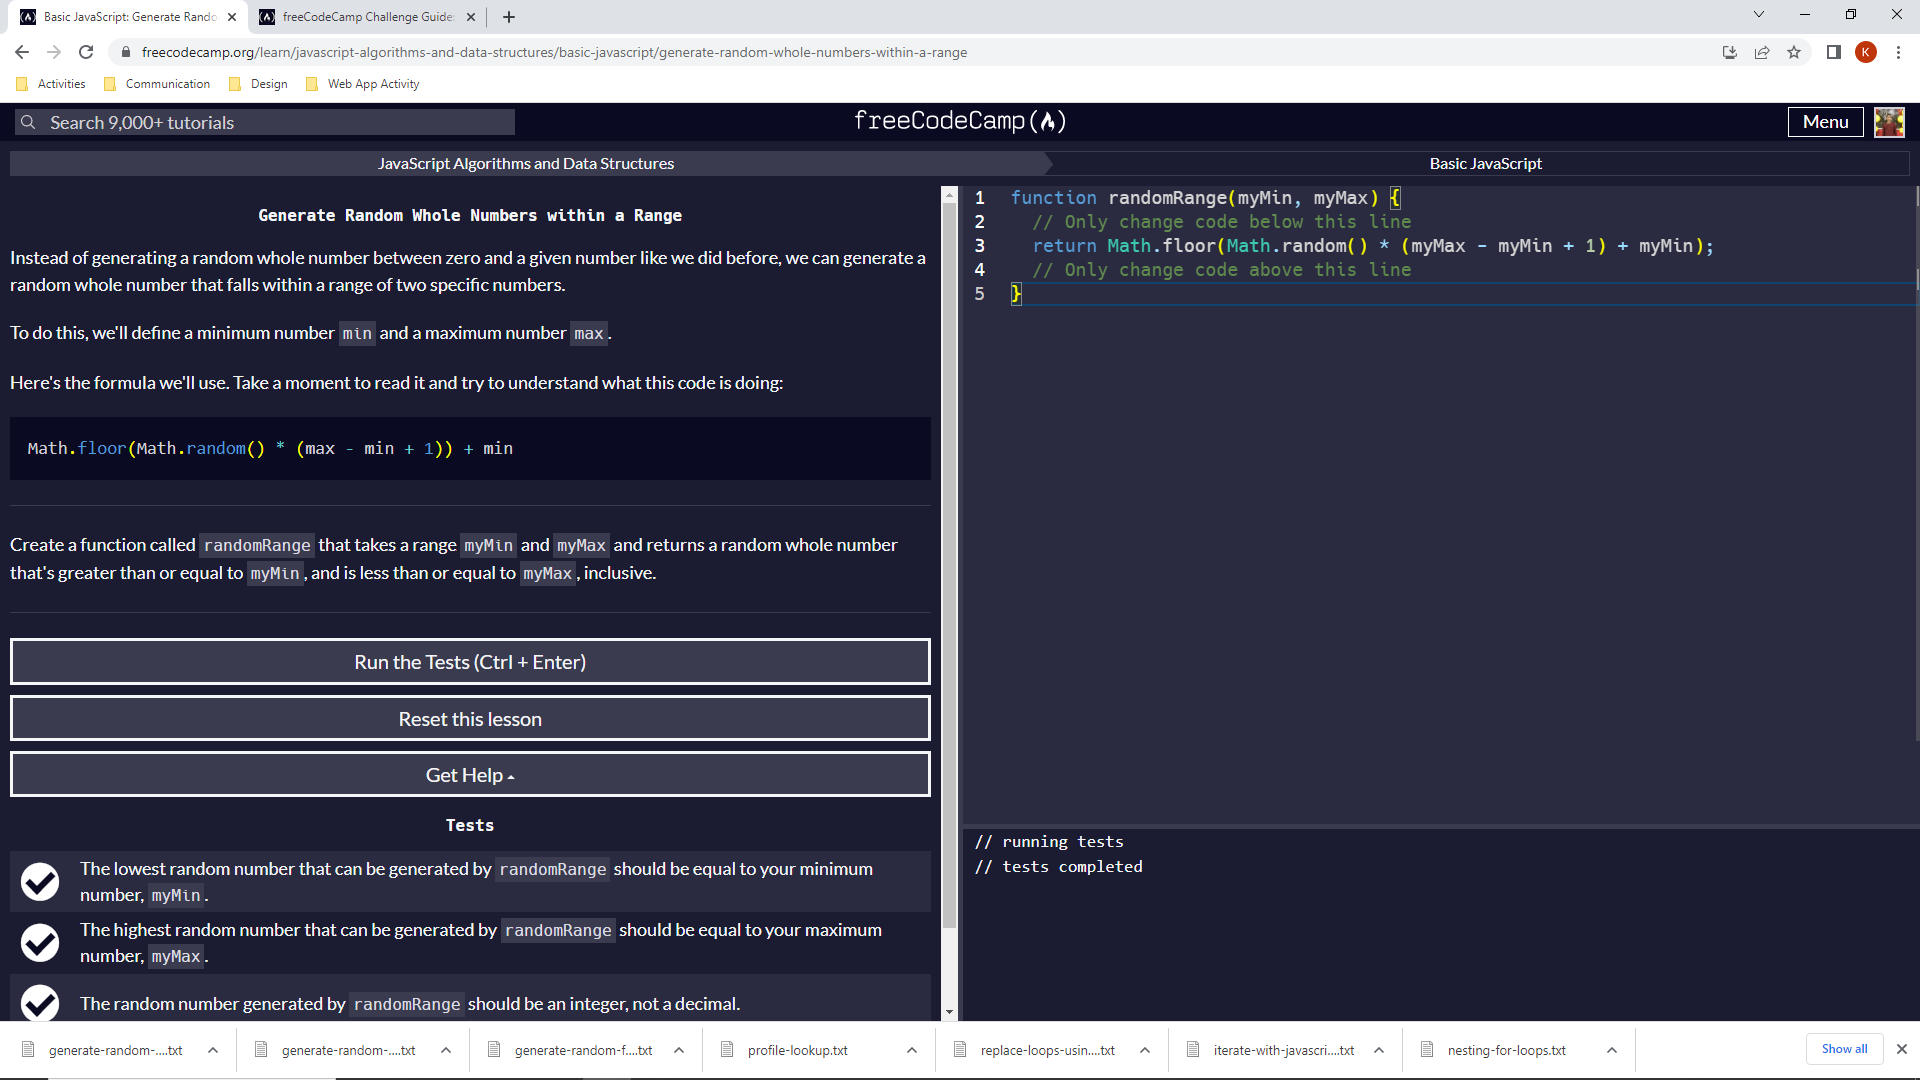 Basic JavaScript: Generate Rando
freeCodeCamp Challenge Guide:
freecodecamp.org/learn/javascript-algorithms-and-data-structures/basic-javascript/generate-random-whole-numbers-within-a-range
K
Activities
Communication
Design
Web App Activity
Search 9,000+ tutorials
freeCodeCamp
Menu
JavaScript Algorithms and Data Structures
Basic JavaScript
Generate Random Whole Numbers within a Range
Instead of generating a random whole number between zero and a given number like we did before, we can generate a
random whole number that falls within a range of two specific numbers.
To do this, we'll define a minimum number min and a maximum number max.
Here's the formula we'll use. Take a moment to read it and try to understand what this code is doing:
Math.floor(Math.random() * (max - min + 1)) + min
Create a function called randomRange that takes a range myMin and myMax and returns a random whole number
that's greater than or equal to myMin, and is less than or equal to myMax, inclusive.
Run the Tests (Ctrl + Enter)
Reset this lesson
Get Help
Tests
The lowest random number that can be generated by randomRange should be equal to your minimum
number, myMin.
The highest random number that can be generated by randomRange should be equal to your maximum
number, myMax.
The random number generated by randomRange should be an integer, not a decimal.
1 function randomRange(myMin, myMax) {
2 // Only change code below this line
3 return Math.floor(Math.random() * (myMax - myMin + 1) + myMin);
4 // Only change code above this line
5 }
// running tests
// tests completed
generate-random-....txt
generate-random-....txt
generate-random-f....txt
profile-lookup.txt
replace-loops-usin....txt
iterate-with-javascri....txt
nesting-for-loops.txt
Show all